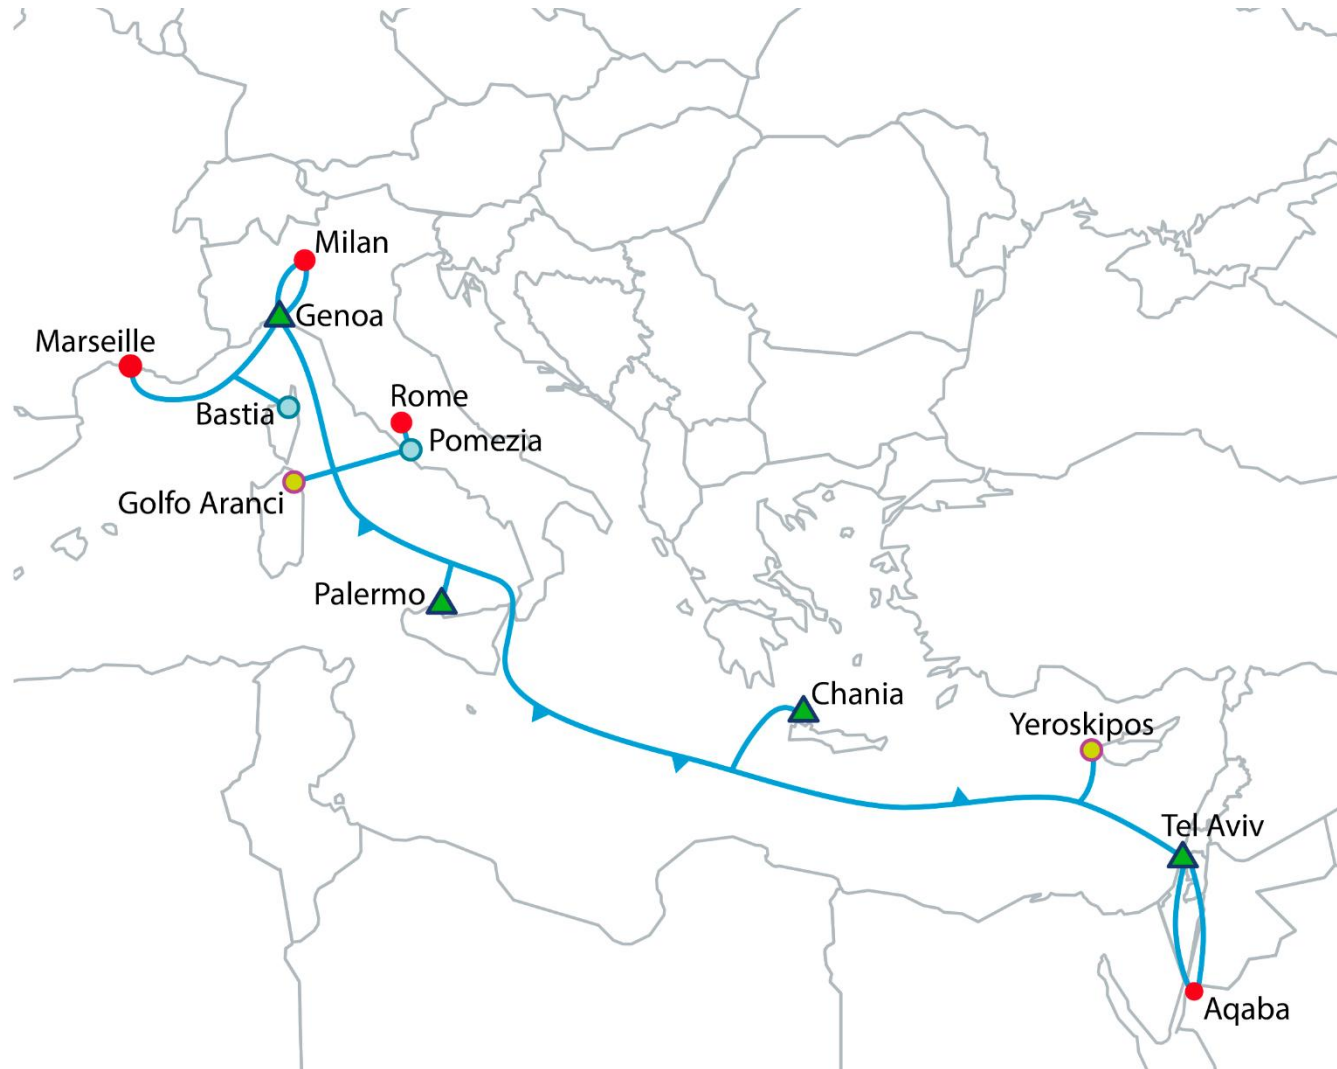 Milan
Genoa
Marseille
Rome
Bastia
Pomezia
Golfo Aranci
Palermo
Chania
Yeroskipos
Tel Aviv
Aqaba